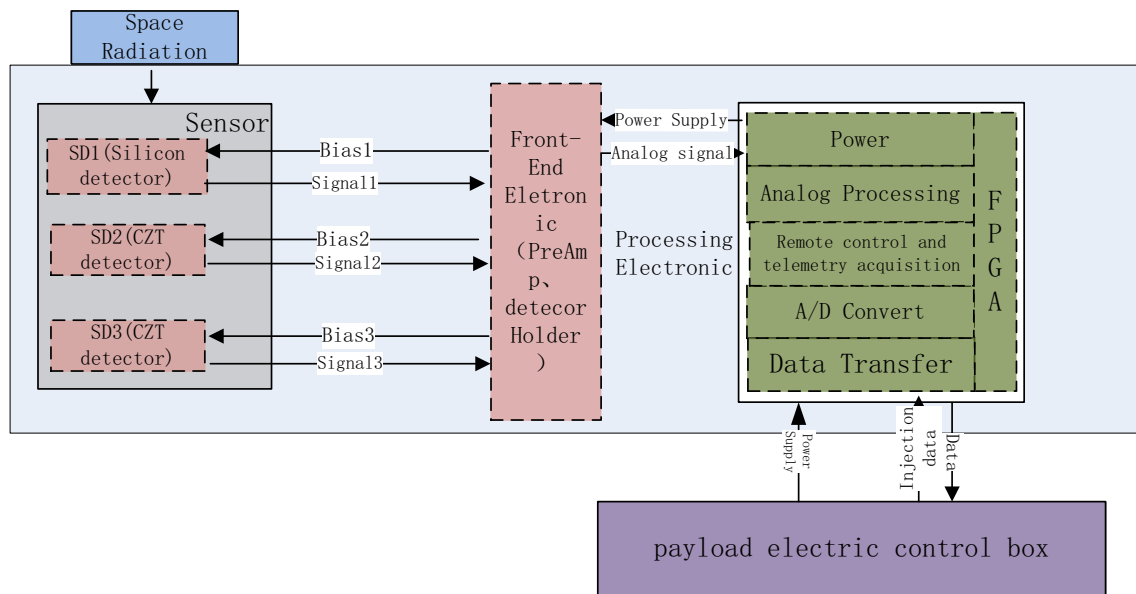 Space
Radiation
Sensor
SD1(Silicon
detector)
SD2(CZT
detector)
SD3(CZT
detector)
Bias1
Signal1
Bias2
Signal2
Bias3
Signal3
Front-
End
Eletron
ic
（PreAm
p、
detecor
Holder
）
Power Supply
Analog signal
Processing
Electronic
Power
Analog Processing
Remote control and
telemetry acquisition
A/D Convert
Data Transfer
F
P
G
A
Power
Supply
Injection
data
Data
payload electric control box